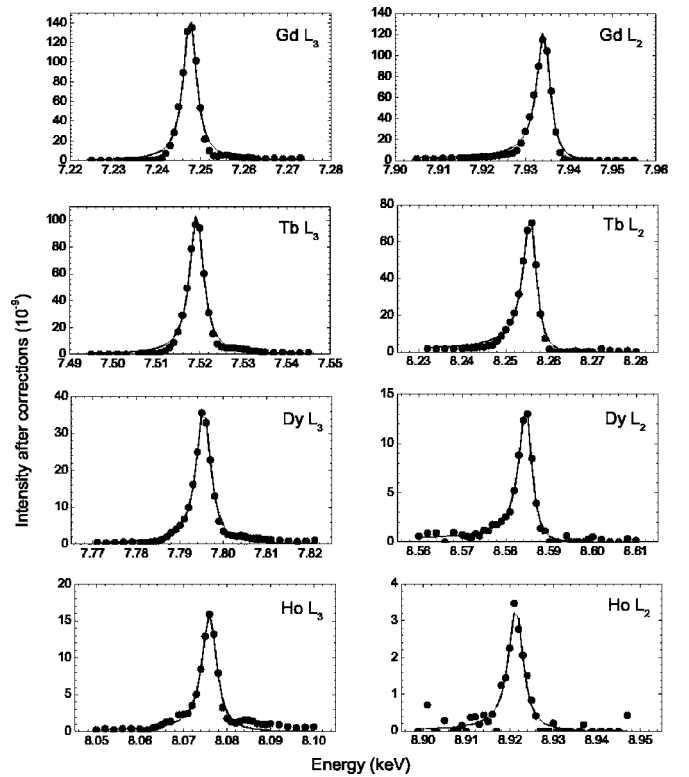 Gd L3
140
120
100
80
60
40
20
0
7.22 7.23 7.24 7.25 7.26 7.27 7.28
Gd L2
140
120
100
80
60
40
20
0
7.90 7.91 7.92 7.93 7.94 7.95 7.96
Tb L3
100
80
60
40
20
0
7.49 7.50 7.51 7.52 7.53 7.54 7.55
Tb L2
80
60
40
20
0
8.23 8.24 8.25 8.26 8.27 8.28
Dy L3
40
30
20
10
0
7.77 7.78 7.79 7.80 7.81 7.82
Dy L2
15
10
5
0
8.56 8.57 8.58 8.59 8.60 8.61
Ho L3
20
15
10
5
0
8.05 8.06 8.07 8.08 8.09 8.10
Ho L2
4
3
2
1
0
8.90 8.91 8.92 8.93 8.94 8.95
Intensity after corrections (10⁻⁹)
Energy (keV)